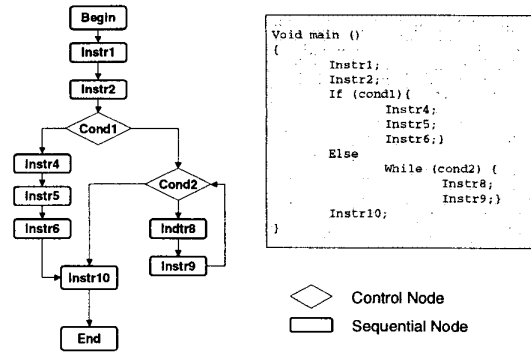 Begin
Instr1
Instr2
Cond1
Instr4
Instr5
Instr6
Cond2
Indtr8
Instr9
Instr10
End
Void main ()
{
Instr1;
Instr2;
If (cond1){
Instr4;
Instr5;
Instr6;}
Else
While (cond2) {
Instr8;
Instr9;}
Instr10;
}
Control Node
Sequential Node